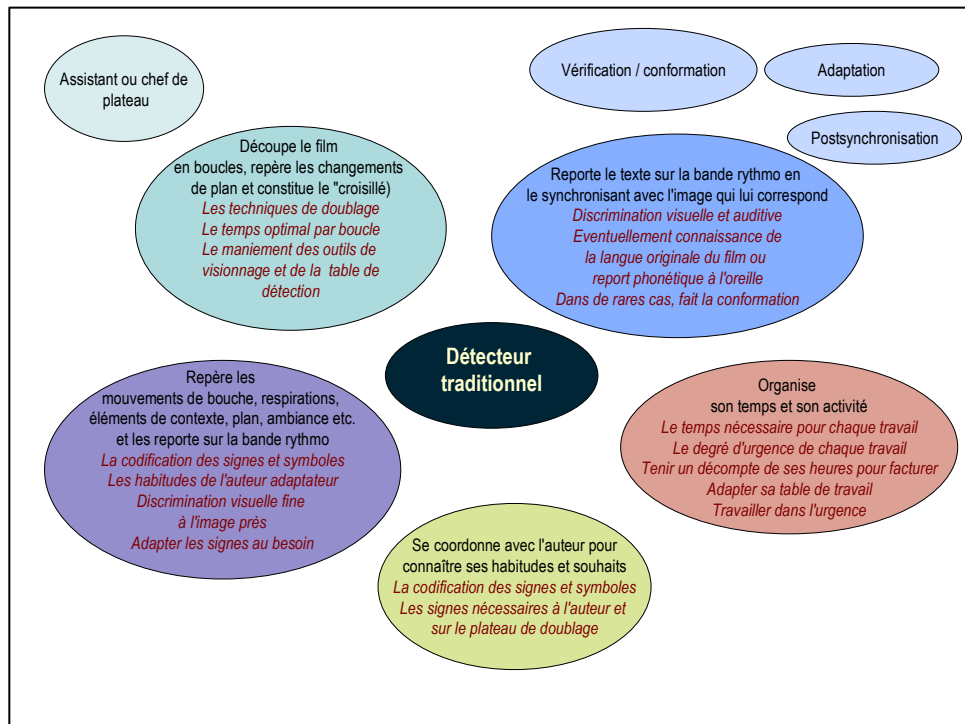 Assistant ou chef de
plateau
Vérification / conformation
Adaptation
Postsynchronisation
Découpe le film
en boucles, repère les changements
de plan et constitue le "croisillé)
Les techniques de doublage
Le temps optimal par boucle
Le maniement des outils de
visionnage et de la table de
détection
Reporte le texte sur la bande rythmo en
le synchronisant avec l'image qui lui correspond
Discrimination visuelle et auditive
Eventuellement connaissance de
la langue originale du film ou
report phonétique à l'oreille
Dans de rares cas, fait la conformation
Détecteur
traditionnel
Repère les
mouvements de bouche, respirations,
éléments de contexte, plan, ambiance etc.
et les reporte sur la bande rythmo
La codification des signes et symboles
Les habitudes de l'auteur adaptateur
Discrimination visuelle fine
à l'image près
Adapter les signes au besoin
Organise
son temps et son activité
Le temps nécessaire pour chaque travail
Le degré d'urgence de chaque travail
Tenir un décompte de ses heures pour facturer
Adapter sa table de travail
Travailler dans l'urgence
Se coordonne avec l'auteur pour
connaître ses habitudes et souhaits
La codification des signes et symboles
Les signes nécessaires à l'auteur et
sur le plateau de doublage